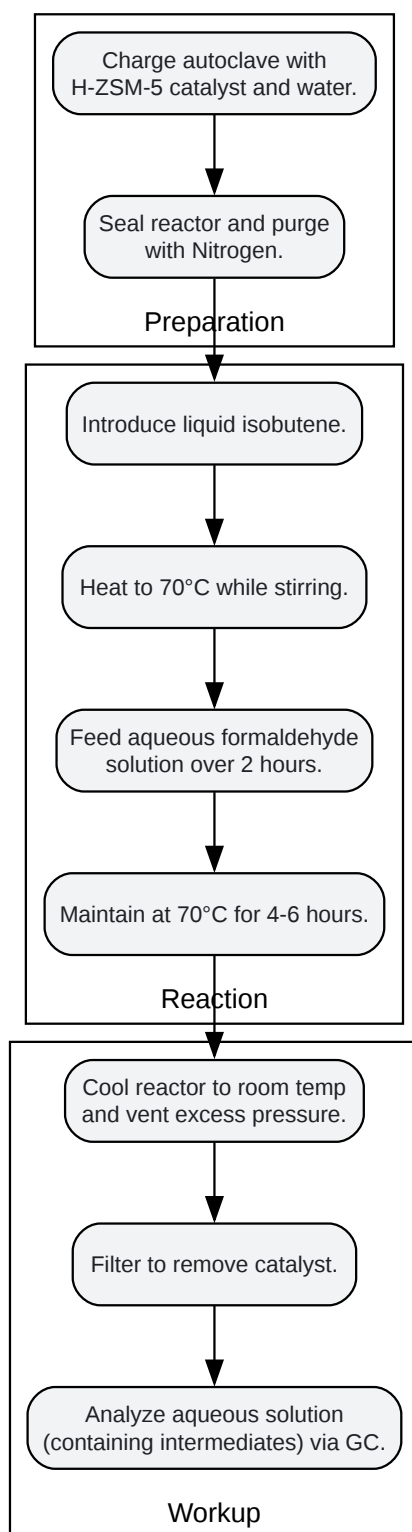 Charge autoclave with
H-ZSM-5 catalyst and water.
Seal reactor and purge
with Nitrogen.
Preparation
Introduce liquid isobutene.
Heat to 70°C while stirring.
Feed aqueous formaldehyde
solution over 2 hours.
Maintain at 70°C for 4-6 hours.
Reaction
Cool reactor to room temp
and vent excess pressure.
Filter to remove catalyst.
Analyze aqueous solution
(containing intermediates) via GC.
Workup